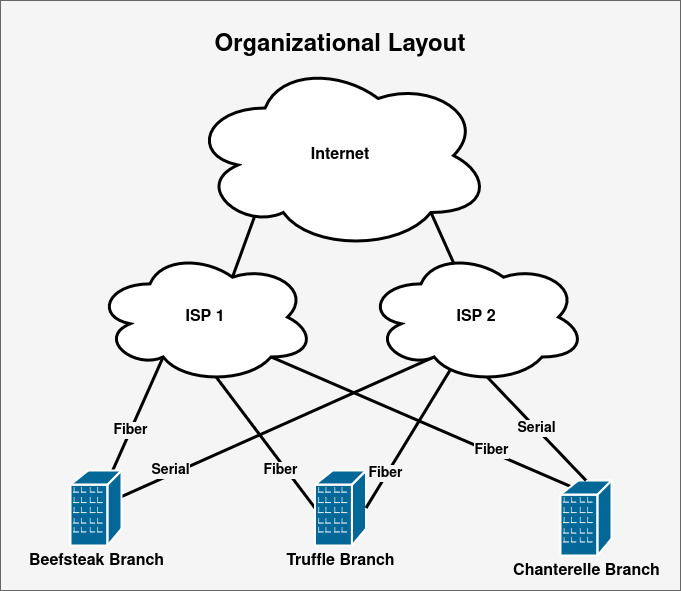 Organizational Layout
Internet
ISP 1
ISP 2
Fiber
Serial
Fiber
Fiber
Fiber
Serial
Beefsteak Branch
Truffle Branch
Chanterelle Branch